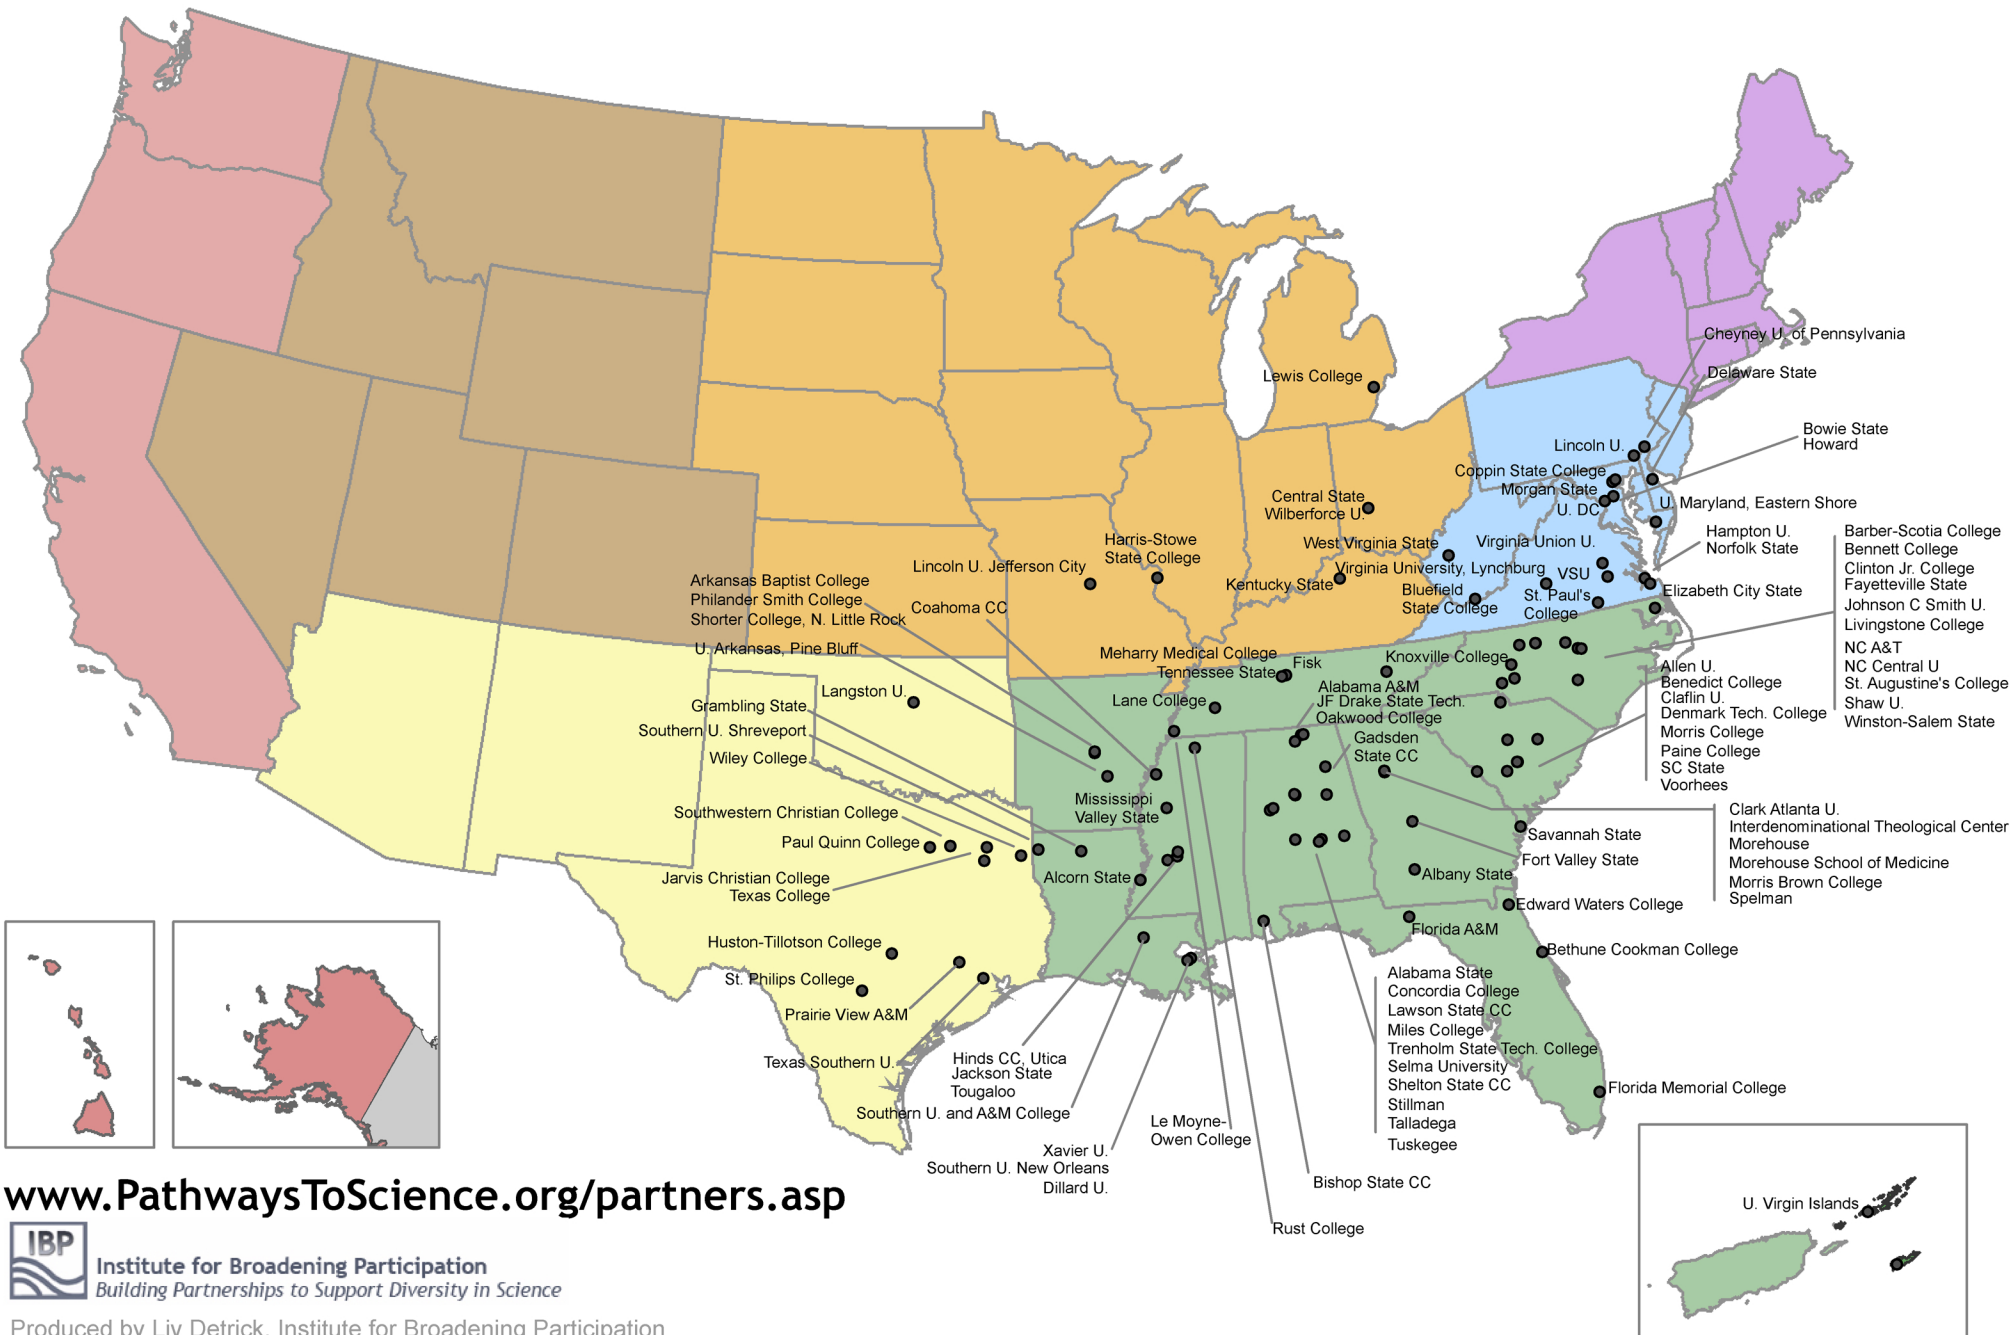 Cheyney U. of Pennsylvania
Delaware State
Lewis College
Bowie State
Howard
Lincoln U.
Coppin State College
Morgan State
U. DC
U. Maryland, Eastern Shore
Central State
Wilberforce U.
Hampton U.
Norfolk State
Barber-Scotia College
Bennett College
Clinton Jr. College
Fayetteville State
Johnson C Smith U.
Livingstone College
NC A&T
NC Central U
St. Augustine's College
Shaw U.
Winston-Salem State
Harris-Stowe
State College
West Virginia State
Virginia Union U.
Lincoln U. Jefferson City
Virginia University, Lynchburg
VSU
Kentucky State
Bluefield
State College
St. Paul's
College
Elizabeth City State
Arkansas Baptist College
Philander Smith College
Shorter College, N. Little Rock
Coahoma CC
U. Arkansas, Pine Bluff
Meharry Medical College
Tennessee State
Fisk
Knoxville College
Allen U.
Benedict College
Claflin U.
Denmark Tech. College
Morris College
Paine College
SC State
Voorhees
Langston U.
Lane College
Alabama A&M
JF Drake State Tech.
Oakwood College
Gadsden
State CC
Grambling State
Southern U. Shreveport
Wiley College
Southwestern Christian College
Paul Quinn College
Mississippi
Valley State
Clark Atlanta U.
Interdenominational Theological Center
Morehouse
Morehouse School of Medicine
Morris Brown College
Spelman
Savannah State
Fort Valley State
Jarvis Christian College
Texas College
Alcorn State
Albany State
Edward Waters College
Florida A&M
Bethune Cookman College
Huston-Tillotson College
St. Philips College
Prairie View A&M
Texas Southern U.
Hinds CC, Utica
Jackson State
Tougaloo
Southern U. and A&M College
Alabama State
Concordia College
Lawson State CC
Miles College
Trenholm State Tech. College
Selma University
Shelton State CC
Stillman
Talladega
Tuskegee
Florida Memorial College
Le Moyne-
Owen College
Xavier U.
Southern U. New Orleans
Dillard U.
Bishop State CC
Rust College
U. Virgin Islands
www.PathwaysToScience.org/partners.asp
IBP
Institute for Broadening Participation
Building Partnerships to Support Diversity in Science
Produced by Liv Detrick, Institute for Broadening Participation